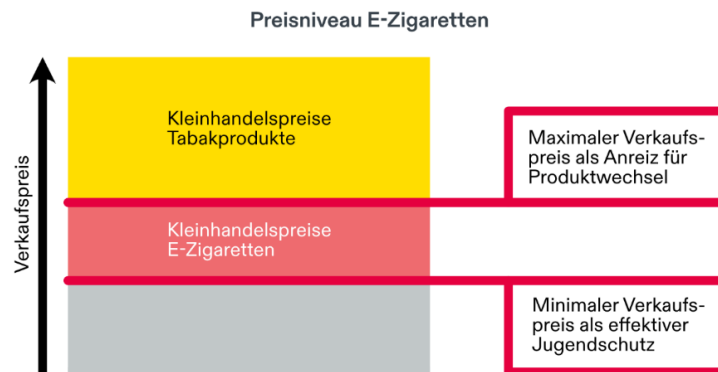 Preisniveau E-Zigaretten
Verkaufspreis
Kleinhandelspreise
Tabakprodukte
Maximaler Verkaufs-
preis als Anreiz für
Produktwechsel
Kleinhandelspreise
E-Zigaretten
Minimaler Verkaufs-
preis als effektiver
Jugendschutz